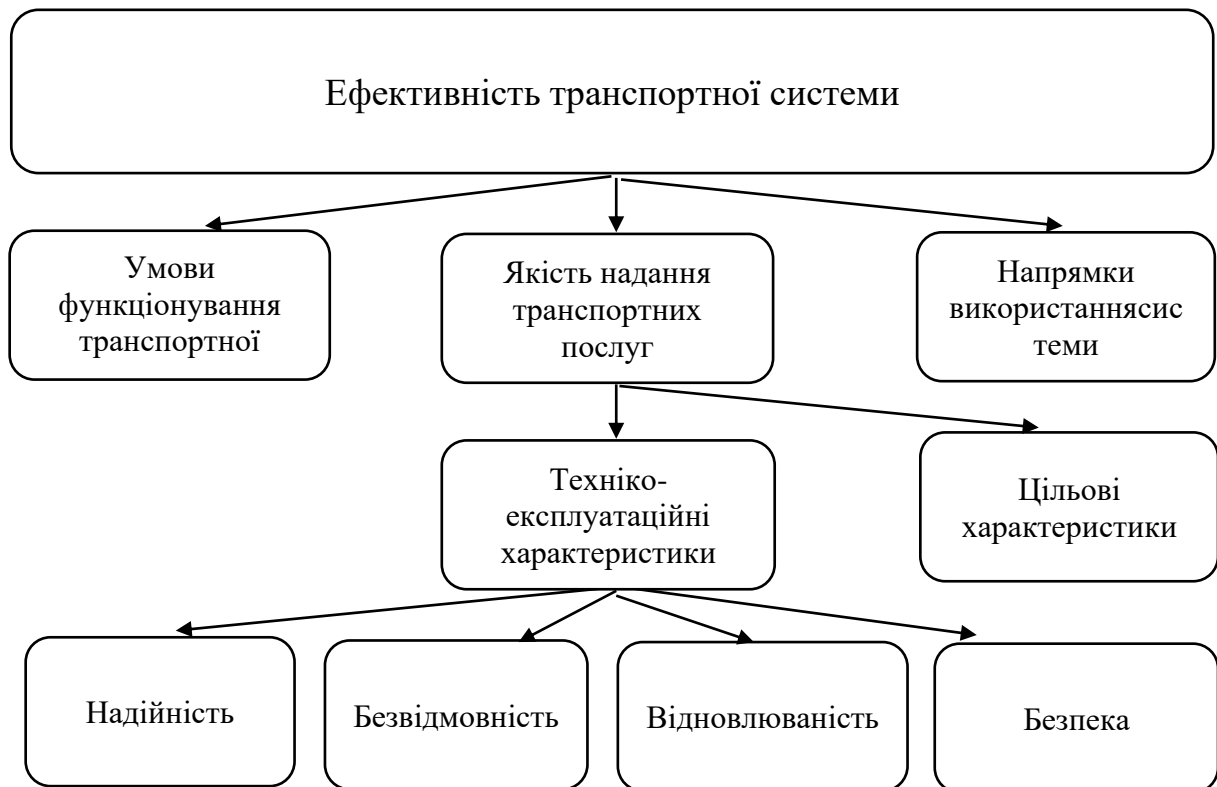 Ефективність транспортної системи
Умови
функціонування
транспортної
Якість надання
транспортних
послуг
Напрямки
використаннясис
теми
Техніко-
експлуатаційні
характеристики
Цільові
характеристики
Надійність
Безвідмовність
Відновлюваність
Безпека